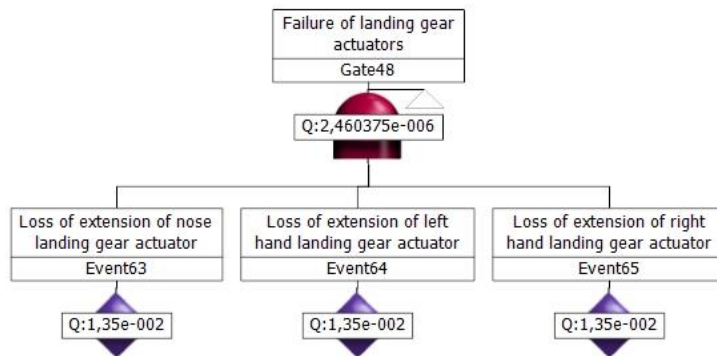 Failure of landing gear
actuators
Gate48
Q:2,460375e-006
Loss of extension of nose
landing gear actuator
Event63
Q:1,35e-002
Loss of extension of left
hand landing gear actuator
Event64
Q:1,35e-002
Loss of extension of right
hand landing gear actuator
Event65
Q:1,35e-002